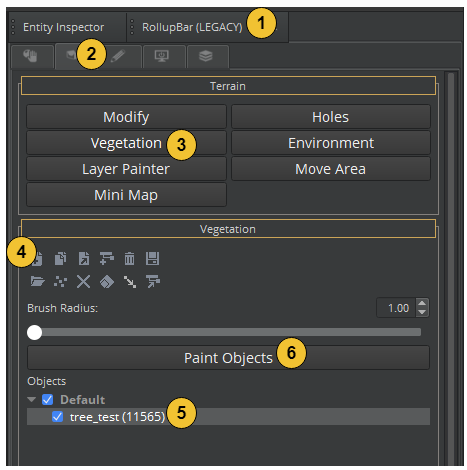 Entity Inspector RollupBar (LEGACY) 1
2
Terrain
Modify Holes
Vegetation 3 Environment
Layer Painter Move Area
Mini Map
Vegetation
4
Brush Radius: 1.00
Paint Objects 6
Objects
Default
tree_test (11565) 5